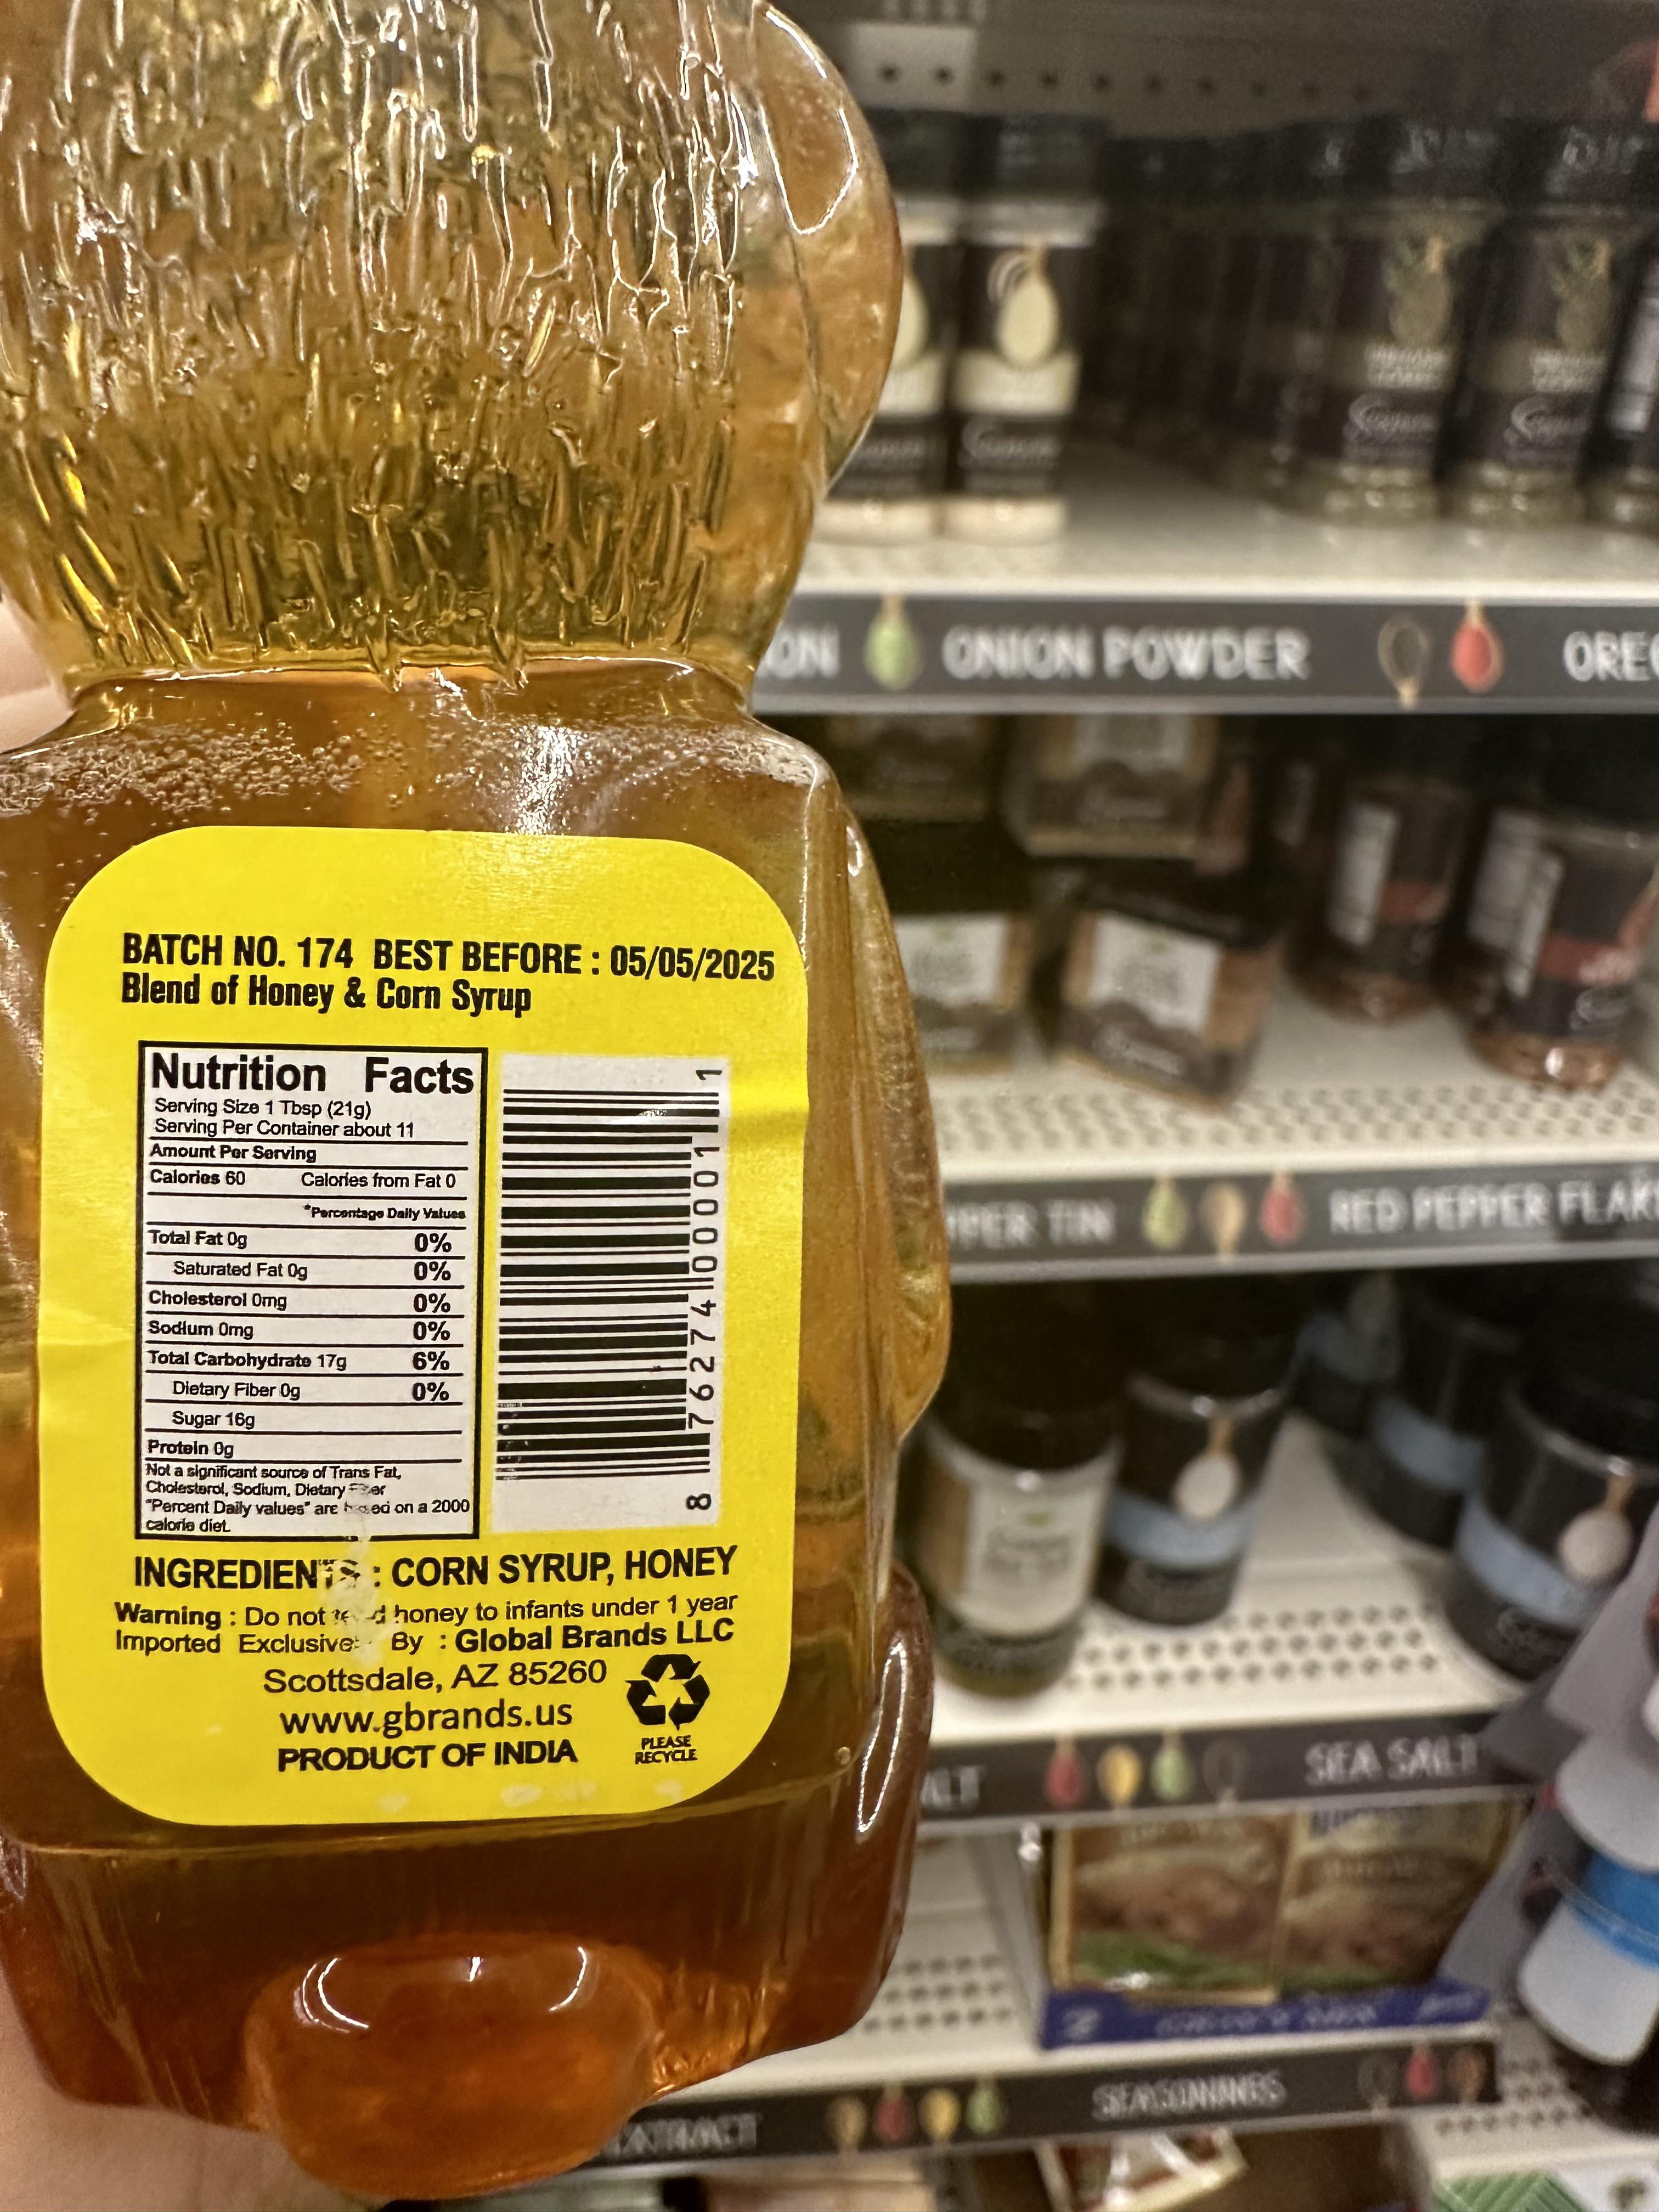 BATCH NO. 174 BEST BEFORE : 05/05/2025
Blend of Honey & Corn Syrup
Nutrition Facts
Serving Size 1 Tbsp (21g)
Serving Per Container about 11
Amount Per Serving
Calories 60 Calories from Fat 0
*Percentage Daily Values
Total Fat 0g 0%
Saturated Fat 0g 0%
Cholesterol 0mg 0%
Sodium 0mg 0%
Total Carbohydrate 17g 6%
Dietary Fiber 0g 0%
Sugar 16g
Protein 0g
Not a significant source of Trans Fat,
Cholesterol, Sodium, Dietary
"Percent Daily values" are on a 2000
calorie diet.
8 76274 00001 1
INGREDIENTS : CORN SYRUP, HONEY
Warning : Do not honey to infants under 1 year
Imported Exclusive By : Global Brands LLC
Scottsdale, AZ 85260
www.gbrands.us
PRODUCT OF INDIA
PLEASE
RECYCLE
ONION POWDER
TIN
RED PEPPER
SEA SALT
SEASONINGS